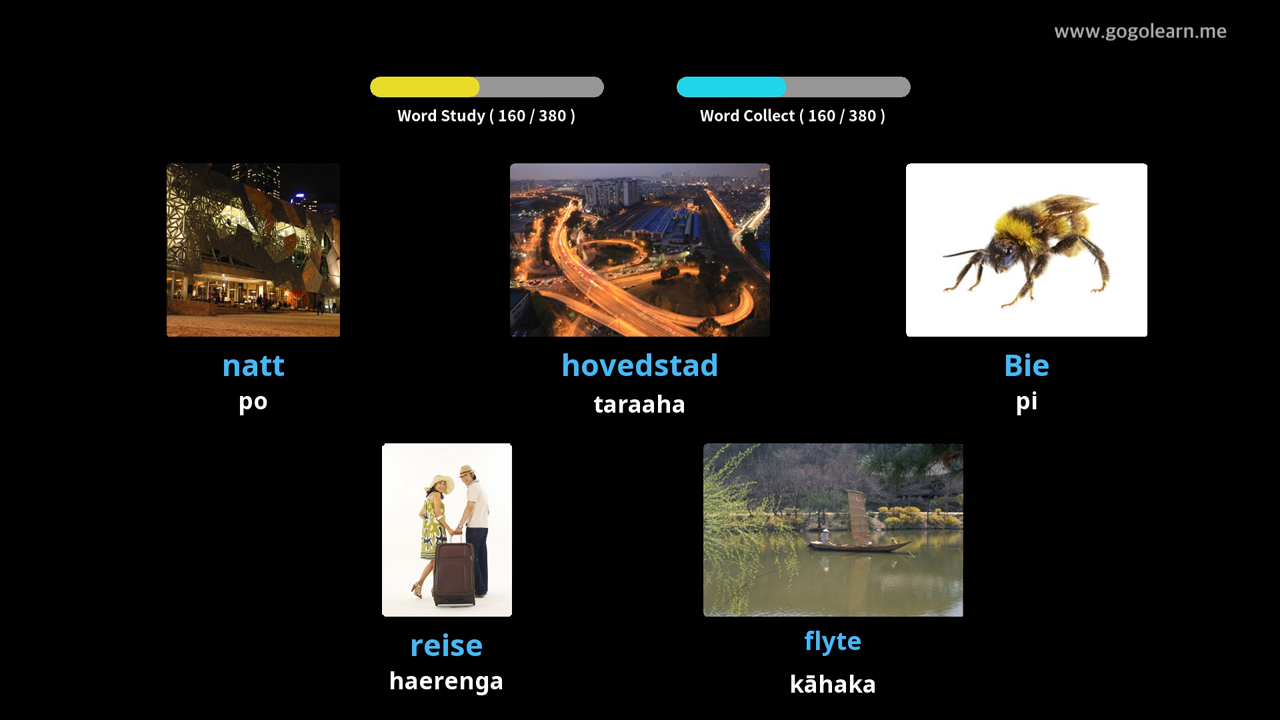 www.gogolearn.me
Word Study ( 160 / 380 )
Word Collect ( 160 / 380 )
natt
po
hovedstad
taraaha
Bie
pi
reise
haerenga
flyte
kāhaka